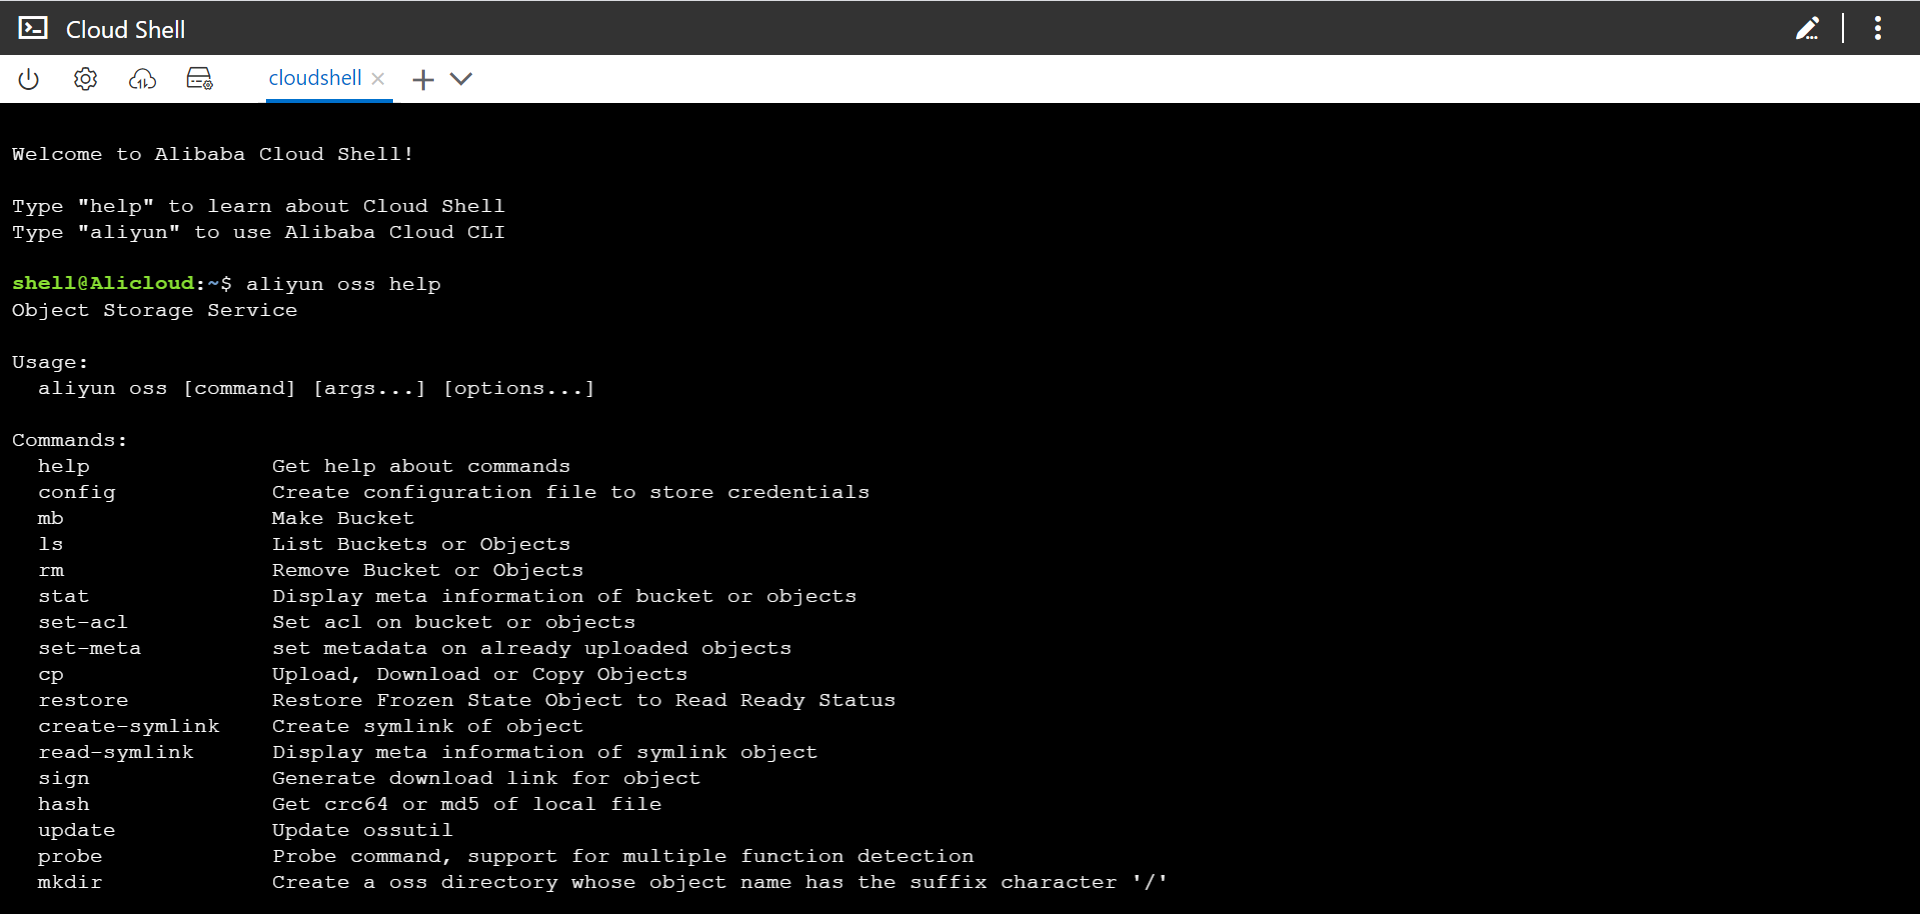 Cloud Shell
cloudshell
Welcome to Alibaba Cloud Shell!
Type "help" to learn about Cloud Shell
Type "aliyun" to use Alibaba Cloud CLI
shell@Alicloud:~$ aliyun oss help
Object Storage Service
Usage:
aliyun oss [command] [args...] [options...]
Commands:
help Get help about commands
config Create configuration file to store credentials
mb Make Bucket
ls List Buckets or Objects
rm Remove Bucket or Objects
stat Display meta information of bucket or objects
set-acl Set acl on bucket or objects
set-meta set metadata on already uploaded objects
cp Upload, Download or Copy Objects
restore Restore Frozen State Object to Read Ready Status
create-symlink Create symlink of object
read-symlink Display meta information of symlink object
sign Generate download link for object
hash Get crc64 or md5 of local file
update Update ossutil
probe Probe command, support for multiple function detection
mkdir Create a oss directory whose object name has the suffix character '/'